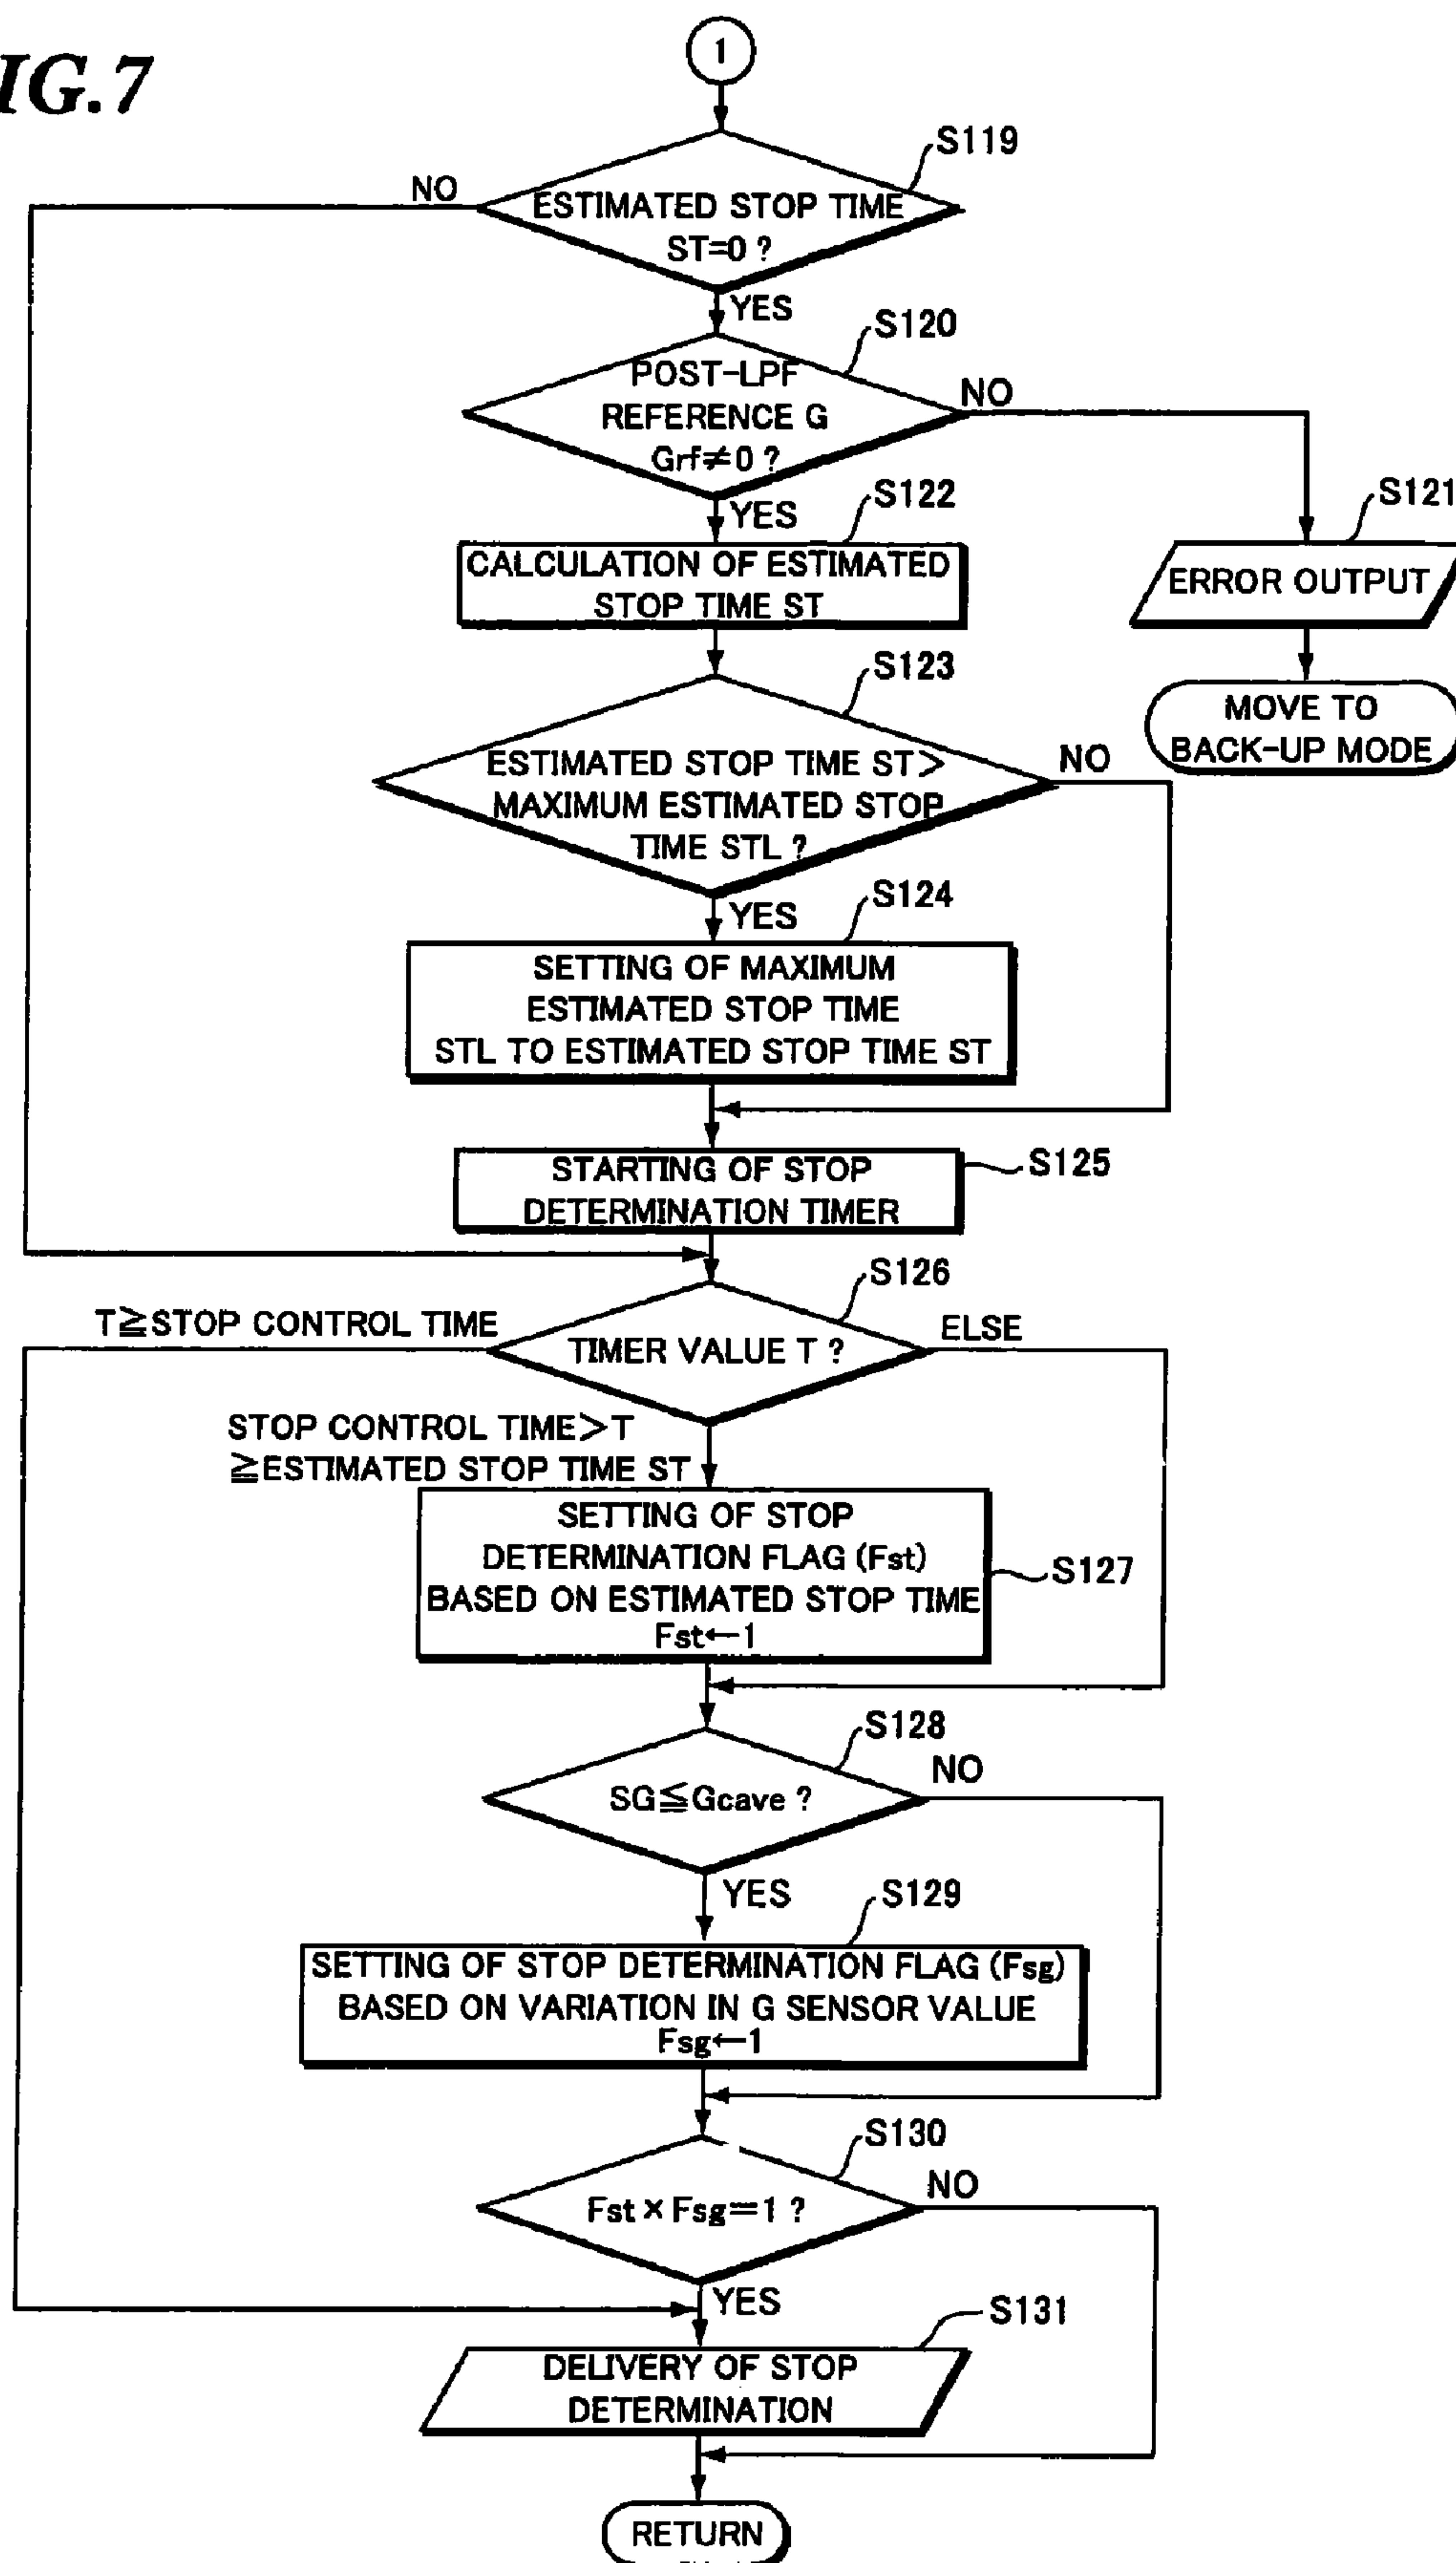 IG.7
1
S119
NO
ESTIMATED STOP TIME
ST=0 ?
YES
S120
POST-LPF
REFERENCE G
Grf≠0 ?
NO
YES
S122
S121
CALCULATION OF ESTIMATED
STOP TIME ST
ERROR OUTPUT
S123
MOVE TO
BACK-UP MODE
ESTIMATED STOP TIME ST>
MAXIMUM ESTIMATED STOP
TIME STL ?
NO
YES
S124
SETTING OF MAXIMUM
ESTIMATED STOP TIME
STL TO ESTIMATED STOP TIME ST
STARTING OF STOP
DETERMINATION TIMER
S125
S126
T≧STOP CONTROL TIME
TIMER VALUE T ?
ELSE
STOP CONTROL TIME>T
≧ESTIMATED STOP TIME ST
SETTING OF STOP
DETERMINATION FLAG (Fst)
BASED ON ESTIMATED STOP TIME
Fst←1
S127
S128
SG≦Gcave ?
NO
YES
S129
SETTING OF STOP DETERMINATION FLAG (Fsg)
BASED ON VARIATION IN G SENSOR VALUE
Fsg←1
S130
Fst×Fsg=1 ?
NO
YES
S131
DELIVERY OF STOP
DETERMINATION
RETURN